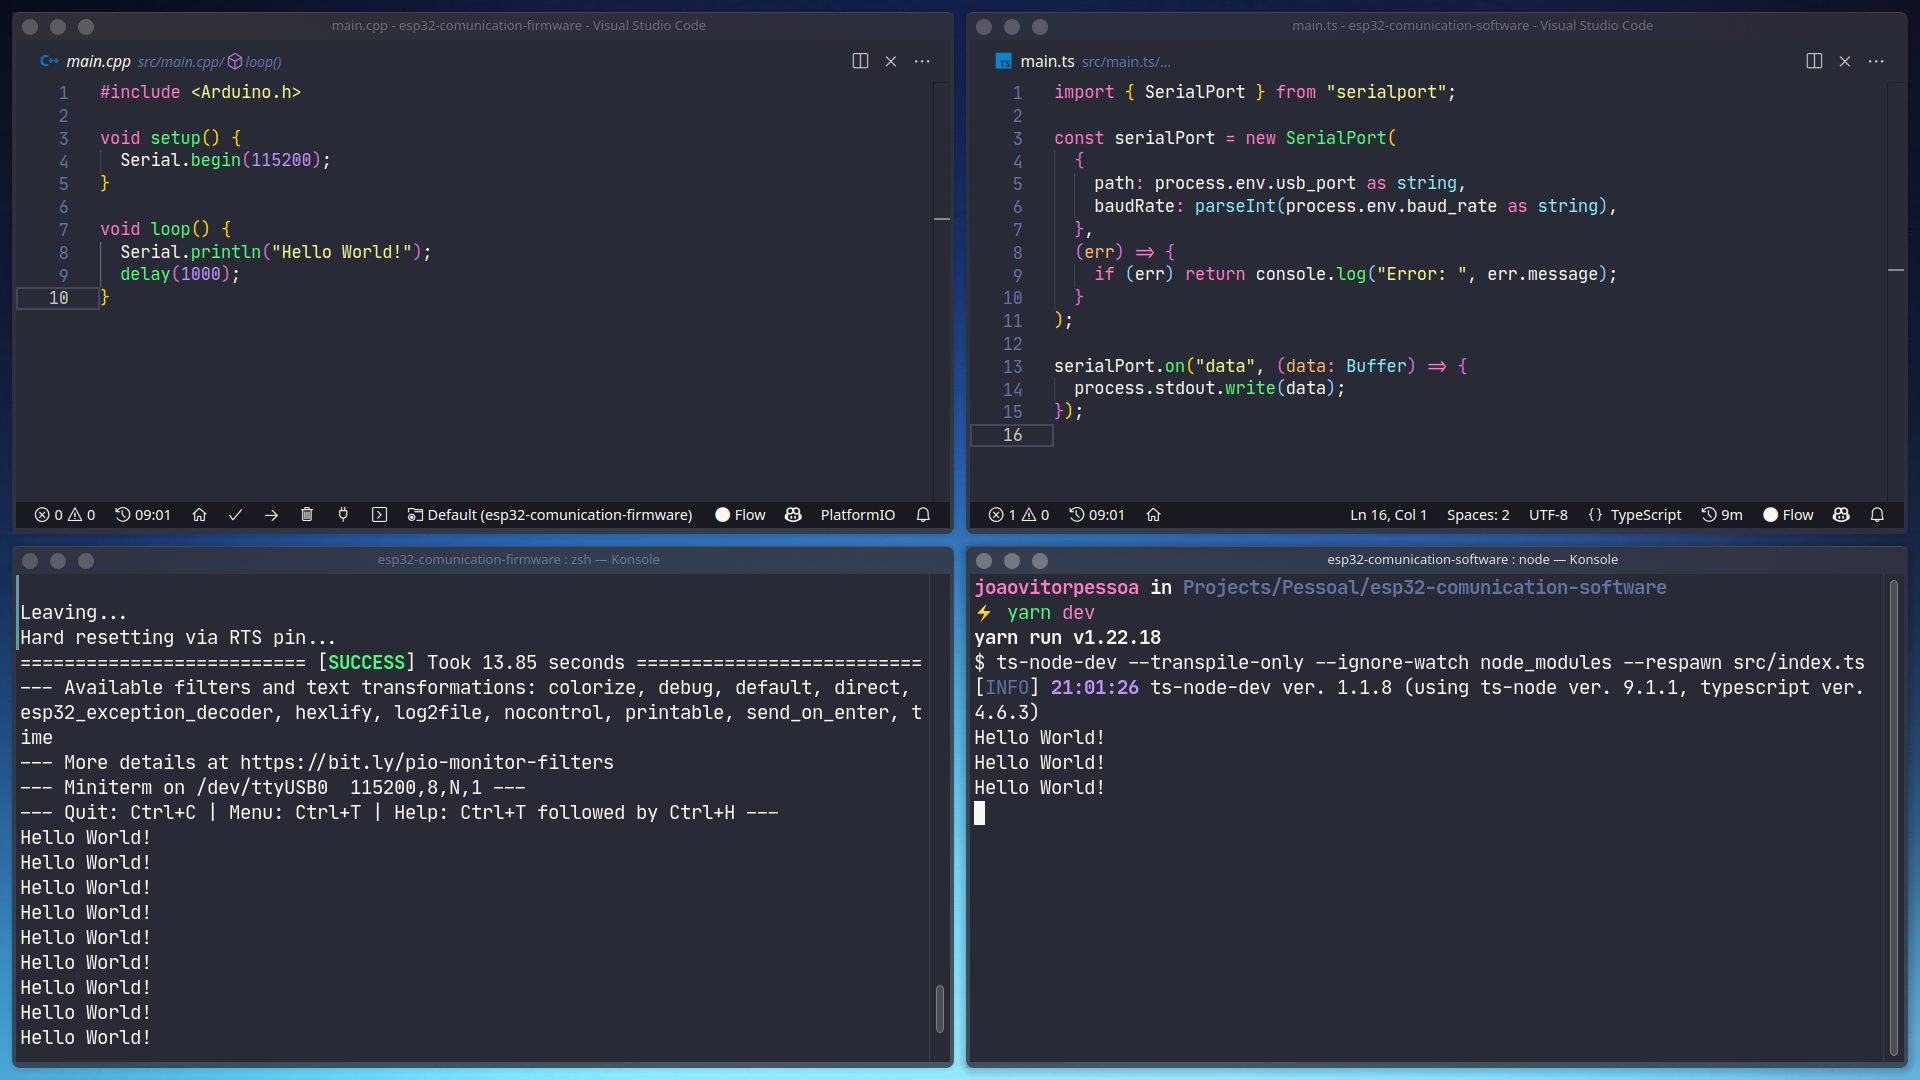 main.cpp - esp32-comunication-firmware - Visual Studio Code
C++ main.cpp src/main.cpp/ loop()
1 #include <Arduino.h>
2
3 void setup() {
4 Serial.begin(115200);
5 }
6
7 void loop() {
8 Serial.println("Hello World!");
9 delay(1000);
10 }
0 0 09:01 Default (esp32-comunication-firmware) Flow PlatformIO
main.ts - esp32-comunication-software - Visual Studio Code
TS main.ts src/main.ts/...
1 import { SerialPort } from "serialport";
2
3 const serialPort = new SerialPort(
4 {
5 path: process.env.usb_port as string,
6 baudRate: parseInt(process.env.baud_rate as string),
7 },
8 (err) => {
9 if (err) return console.log("Error: ", err.message);
10 }
11 );
12
13 serialPort.on("data", (data: Buffer) => {
14 process.stdout.write(data);
15 });
16
1 0 09:01 Ln 16, Col 1 Spaces: 2 UTF-8 {} TypeScript 9m Flow
esp32-comunication-firmware : zsh — Konsole
Leaving...
Hard resetting via RTS pin...
========================== [SUCCESS] Took 13.85 seconds ==========================
--- Available filters and text transformations: colorize, debug, default, direct,
esp32_exception_decoder, hexlify, log2file, nocontrol, printable, send_on_enter, t
ime
--- More details at https://bit.ly/pio-monitor-filters
--- Miniterm on /dev/ttyUSB0  115200,8,N,1 ---
--- Quit: Ctrl+C | Menu: Ctrl+T | Help: Ctrl+T followed by Ctrl+H ---
Hello World!
Hello World!
Hello World!
Hello World!
Hello World!
Hello World!
Hello World!
Hello World!
Hello World!
esp32-comunication-software : node — Konsole
joaovitorpessoa in Projects/Pessoal/esp32-comunication-software
⚡ yarn dev
yarn run v1.22.18
$ ts-node-dev --transpile-only --ignore-watch node_modules --respawn src/index.ts
[INFO] 21:01:26 ts-node-dev ver. 1.1.8 (using ts-node ver. 9.1.1, typescript ver.
4.6.3)
Hello World!
Hello World!
Hello World!